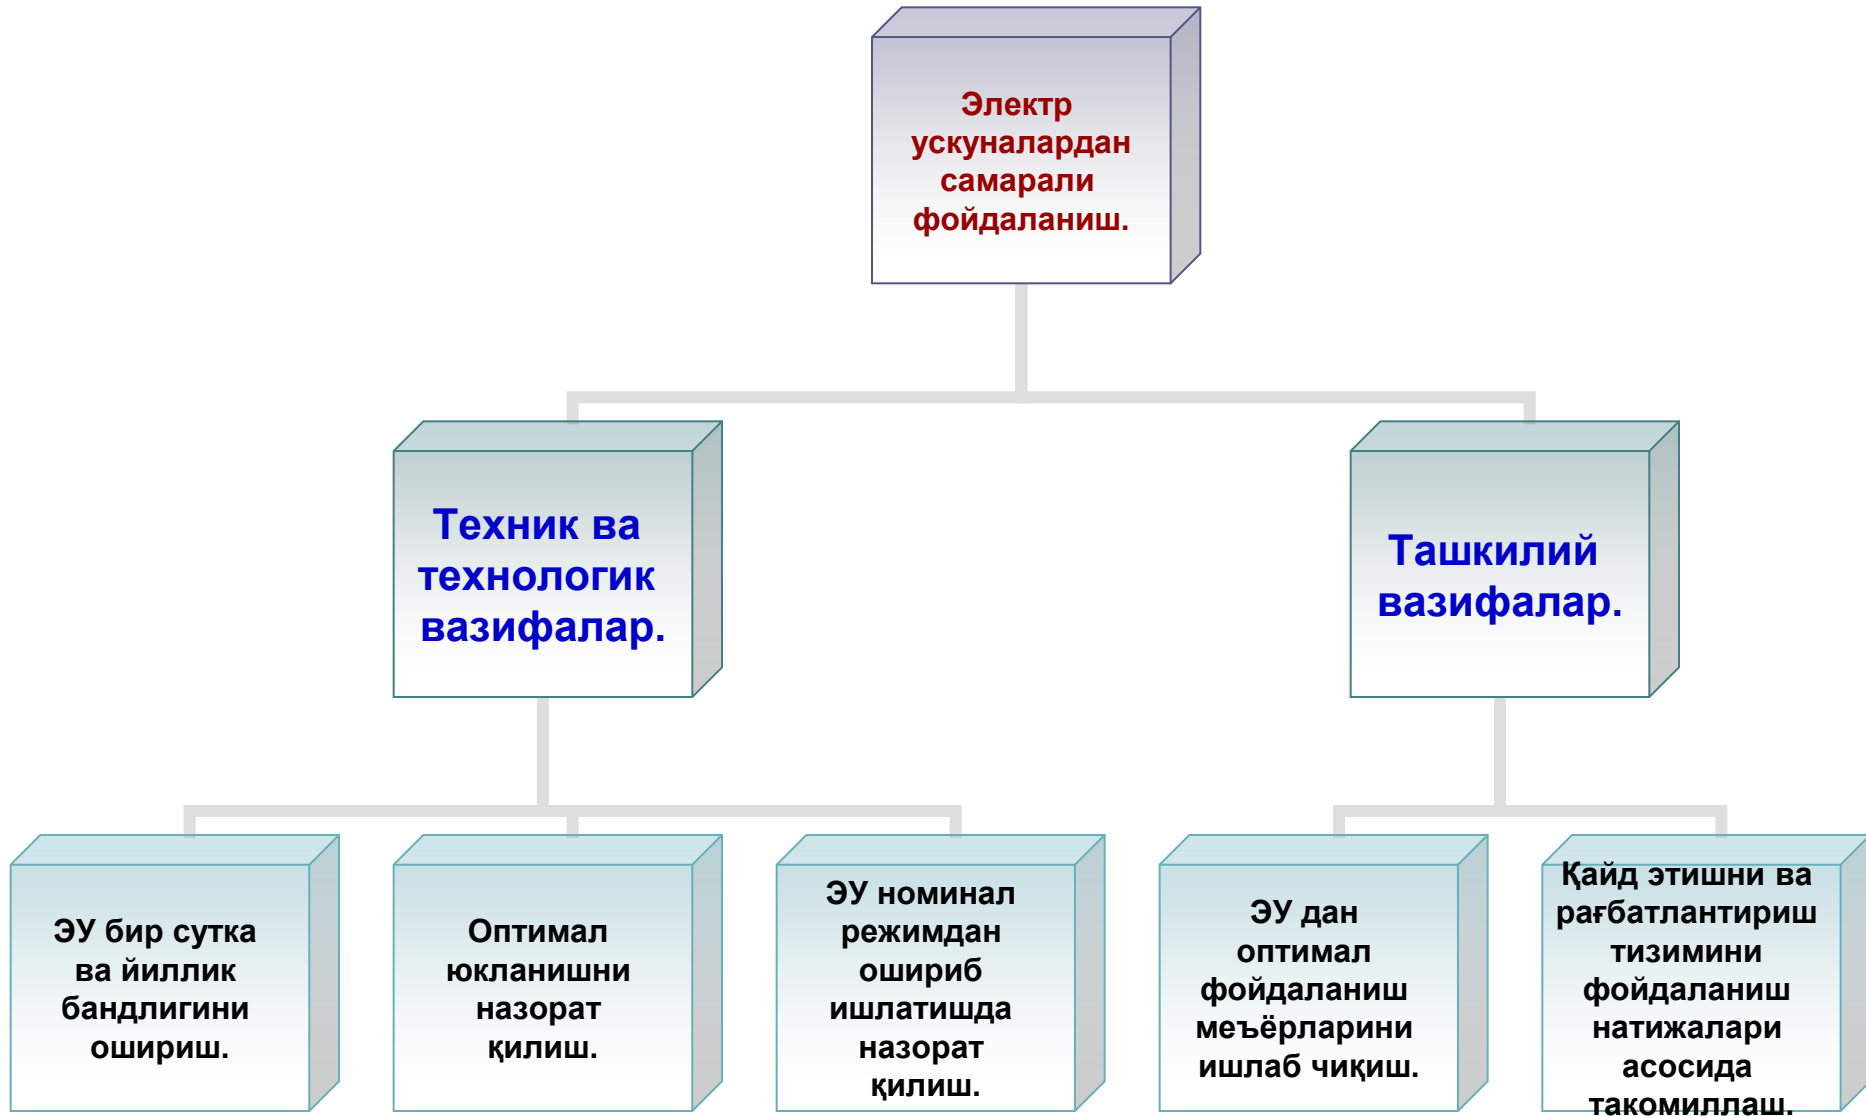 Электр
ускуналардан
самарали
фойдаланиш.
Техник ва
технологик
вазифалар.
Ташкилий
вазифалар.
ЭУ бир сутка
ва йиллик
бандлигини
ошириш.
Оптимал
юкланишни
назорат
қилиш.
ЭУ номинал
режимдан
ошириб
ишлатишда
назорат
қилиш.
ЭУ дан
оптимал
фойдаланиш
меъёрларини
ишлаб чиқиш.
Қайд этишни ва
рағбатлантириш
тизимини
фойдаланиш
натижалари
асосида
такомиллаш.